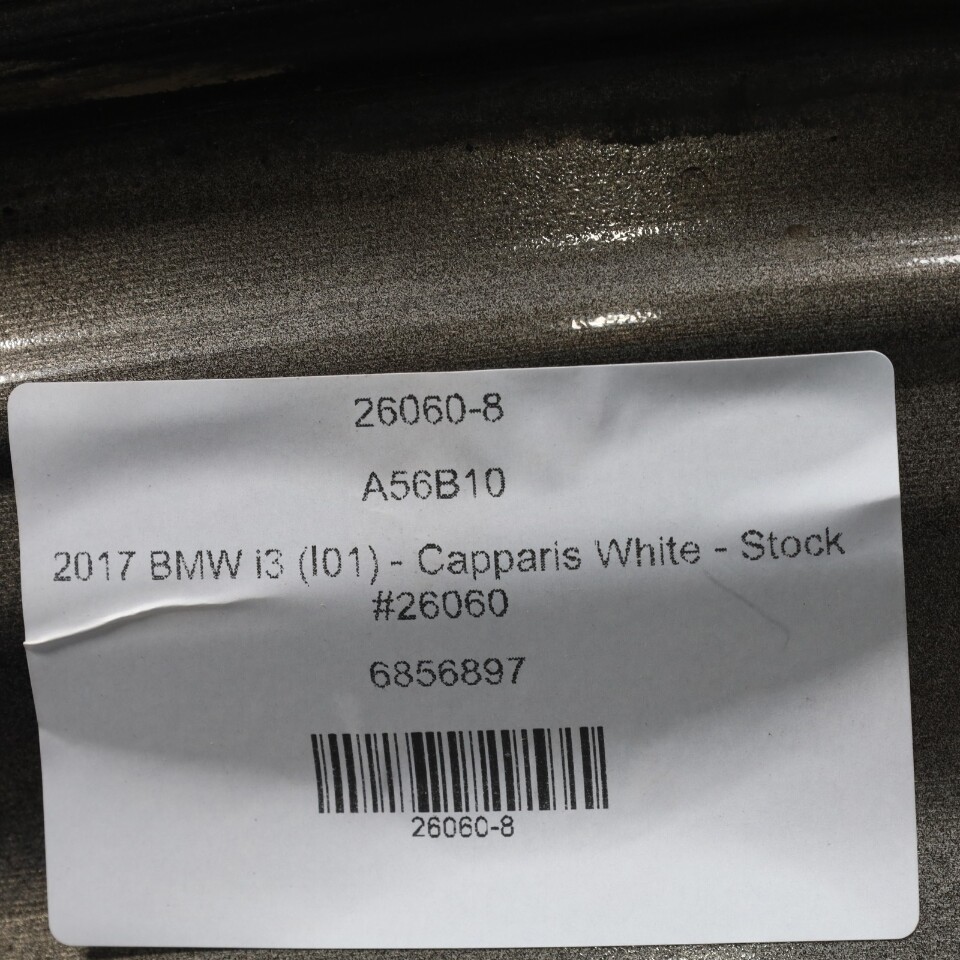 26060-8
A56B10
2017 BMW i3 (I01) - Capparis White - Stock
#26060
6856897
26060-8